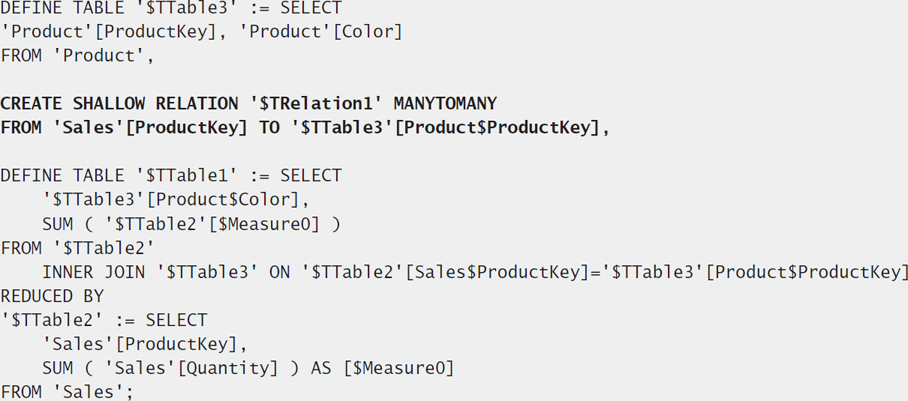 DEFINE TABLE '$TTable3' := SELECT
'Product'[ProductKey], 'Product'[Color]
FROM 'Product',
CREATE SHALLOW RELATION '$TRelation1' MANYTOMANY
FROM 'Sales'[ProductKey] TO '$TTable3'[Product$ProductKey],
DEFINE TABLE '$TTable1' := SELECT
'$TTable3'[Product$Color],
SUM ( '$TTable2'[$Measure0] )
FROM '$TTable2'
INNER JOIN '$TTable3' ON '$TTable2'[Sales$ProductKey]='$TTable3'[Product$ProductKey]
REDUCED BY
'$TTable2' := SELECT
'Sales'[ProductKey],
SUM ( 'Sales'[Quantity] ) AS [$Measure0]
FROM 'Sales';